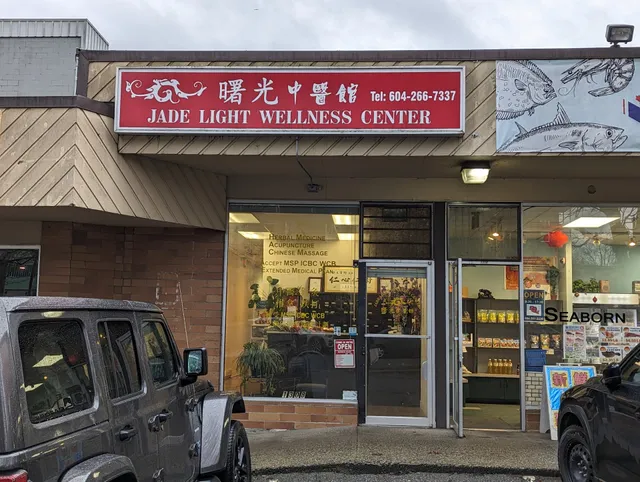 曙光中醫館 Tel: 604-266-7337
JADE LIGHT WELLNESS CENTER
HERBAL MEDICINE
ACUPUNCTURE
CHINESE MASSAGE
ACCEPT MSP ICBC WCB
EXTENDED MEDICAL PLAN
OPEN
OPEN
SEABORN